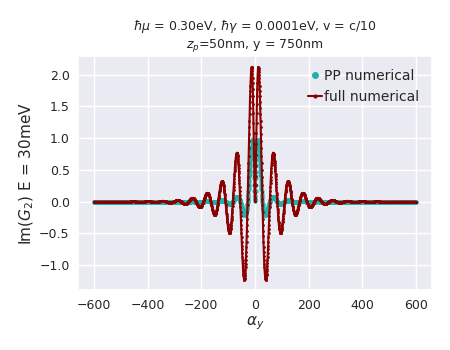 ħμ = 0.30eV, ħγ = 0.0001eV, v = c/10
z_p=50nm, y = 750nm
Im(G₂) E = 30meV
2.0
1.5
1.0
0.5
0.0
−0.5
−1.0
PP numerical
full numerical
−600 −400 −200 0 200 400 600
α_y